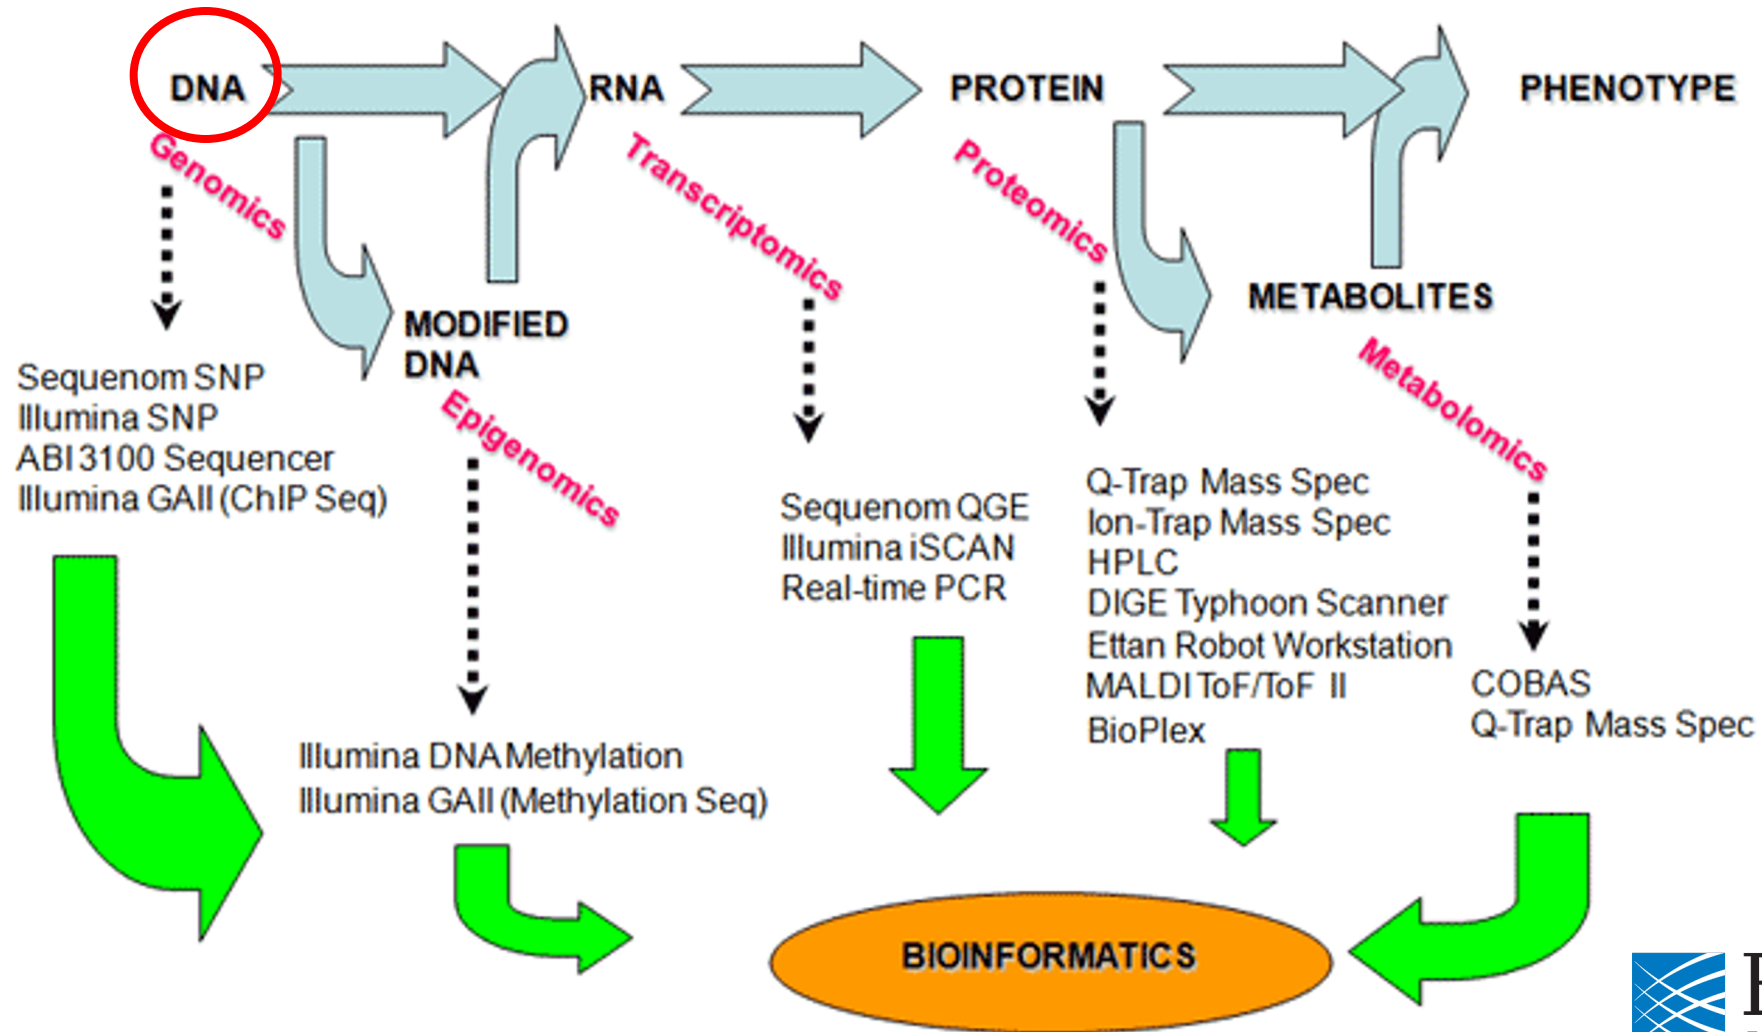 DNA
RNA
PROTEIN
PHENOTYPE
Genomics
Transcriptomics
Proteomics
METABOLITES
MODIFIED
DNA
Metabolomics
Epigenomics
Sequenom SNP
Illumina SNP
ABI 3100 Sequencer
Illumina GAII (ChIP Seq)
Sequenom QGE
Illumina iSCAN
Real-time PCR
Q-Trap Mass Spec
Ion-Trap Mass Spec
HPLC
DIGE Typhoon Scanner
Ettan Robot Workstation
MALDI ToF/ToF II
BioPlex
COBAS
Q-Trap Mass Spec
Illumina DNA Methylation
Illumina GAII (Methylation Seq)
BIOINFORMATICS